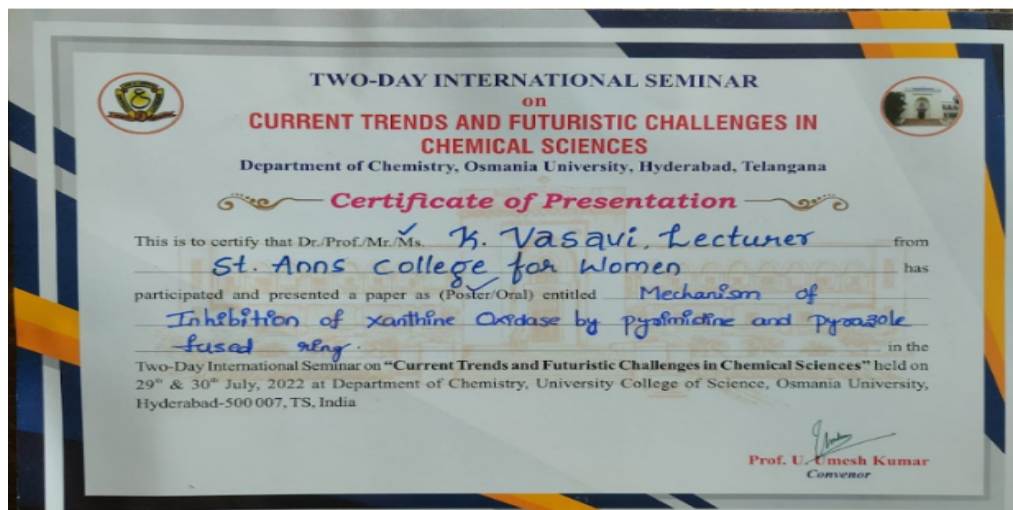 TWO-DAY INTERNATIONAL SEMINAR
on
CURRENT TRENDS AND FUTURISTIC CHALLENGES IN
CHEMICAL SCIENCES
Department of Chemistry, Osmania University, Hyderabad, Telangana
Certificate of Presentation
This is to certify that Dr./Prof./Mr./Ms. K. Vasavi, Lecturer from
St. Anns College for Women has
participated and presented a paper as (Poster/Oral) entitled Mechanism of
Inhibition of xanthine Oxidase by pyrimidine and Pyrazole
fused ring. in the
Two-Day International Seminar on “Current Trends and Futuristic Challenges in Chemical Sciences” held on
29th & 30th July, 2022 at Department of Chemistry, University College of Science, Osmania University,
Hyderabad-500 007, TS, India
Prof. U. Umesh Kumar
Convenor